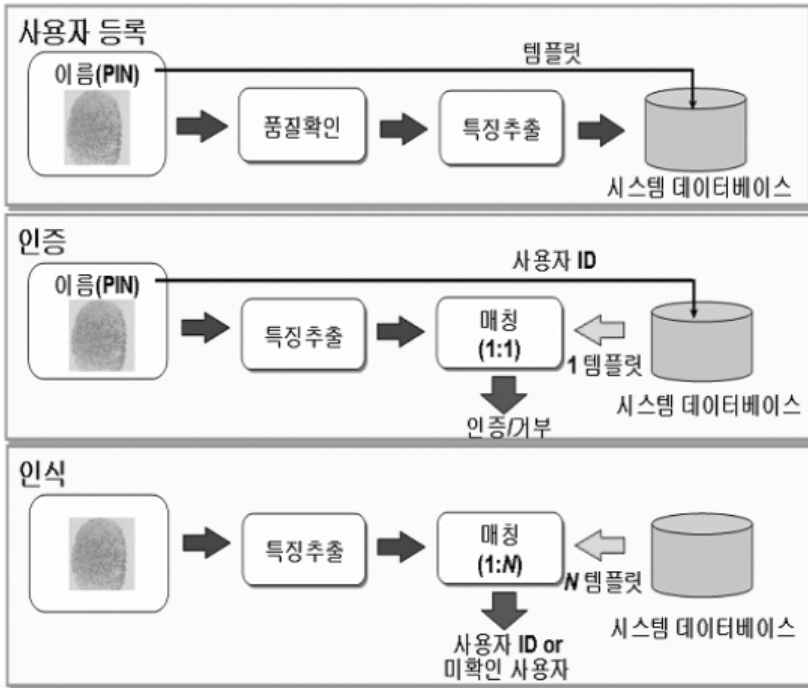 사용자 등록
템플릿
이름(PIN)
품질확인
특징추출
시스템 데이터베이스
인증
사용자 ID
이름(PIN)
특징추출
매칭
(1:1)
1 템플릿
시스템 데이터베이스
인증/거부
인식
특징추출
매칭
(1:N)
N 템플릿
시스템 데이터베이스
사용자 ID or
미확인 사용자